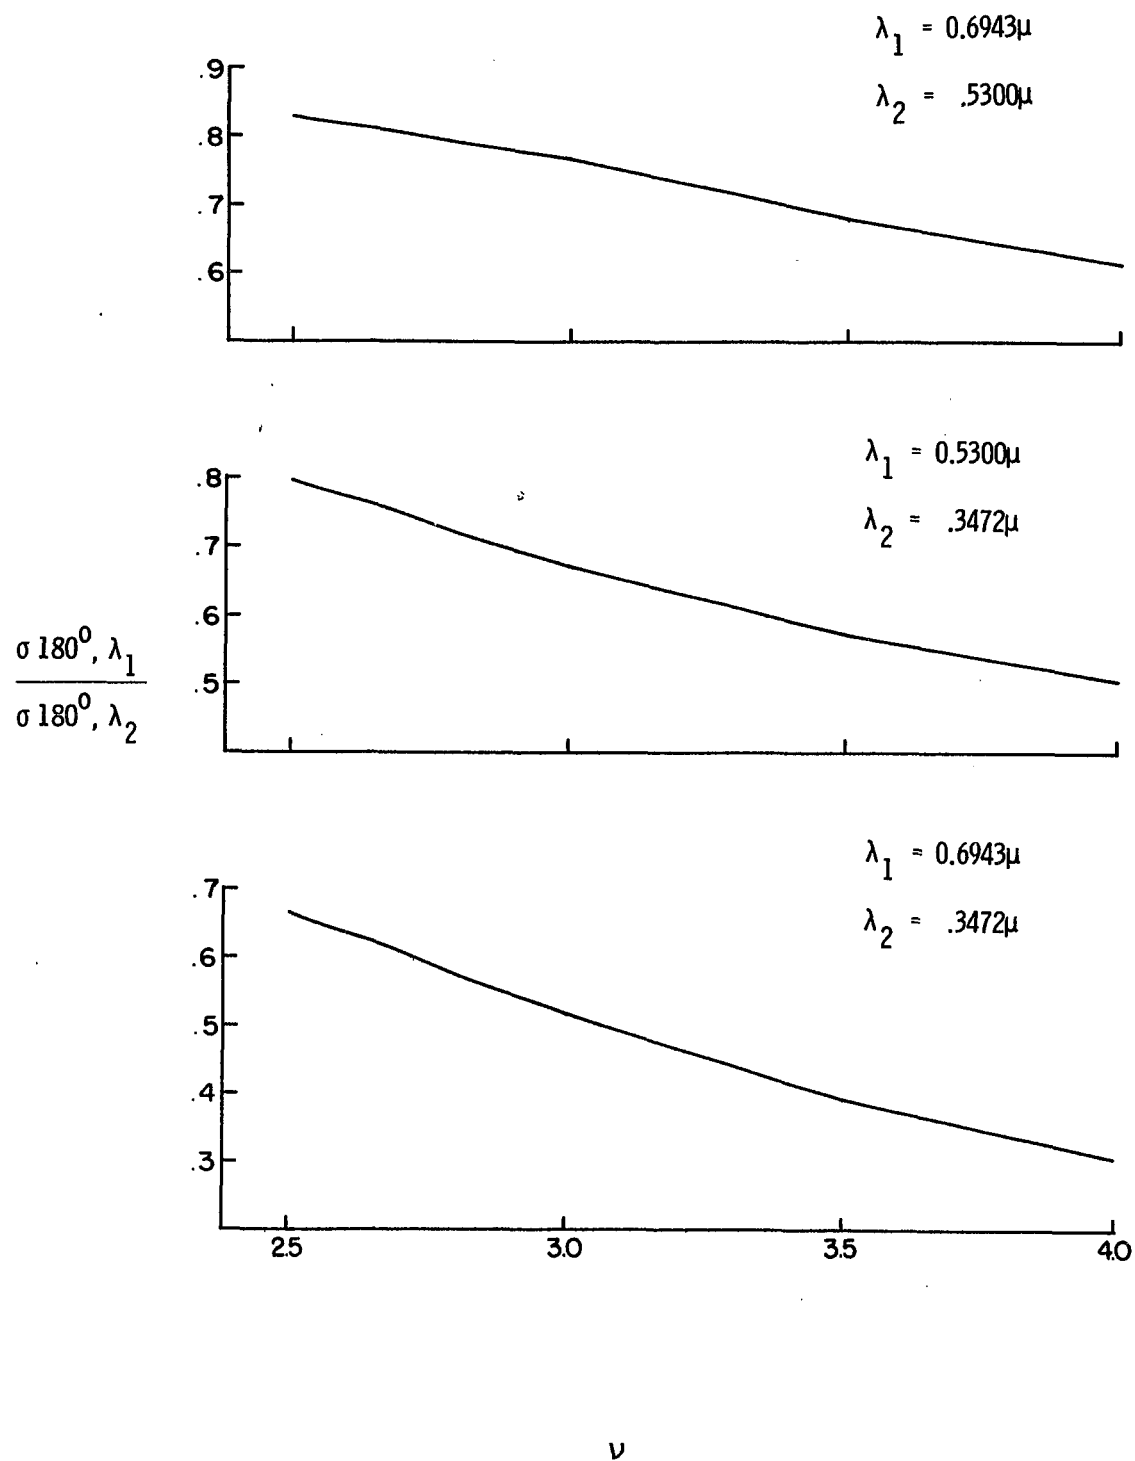 λ1 = 0.6943μ
λ2 = .5300μ
.9
.8
.7
.6
λ1 = 0.5300μ
λ2 = .3472μ
.8
.7
.6
.5
σ 180⁰, λ1
σ 180⁰, λ2
λ1 = 0.6943μ
λ2 = .3472μ
.7
.6
.5
.4
.3
2.5 3.0 3.5 4.0
ν